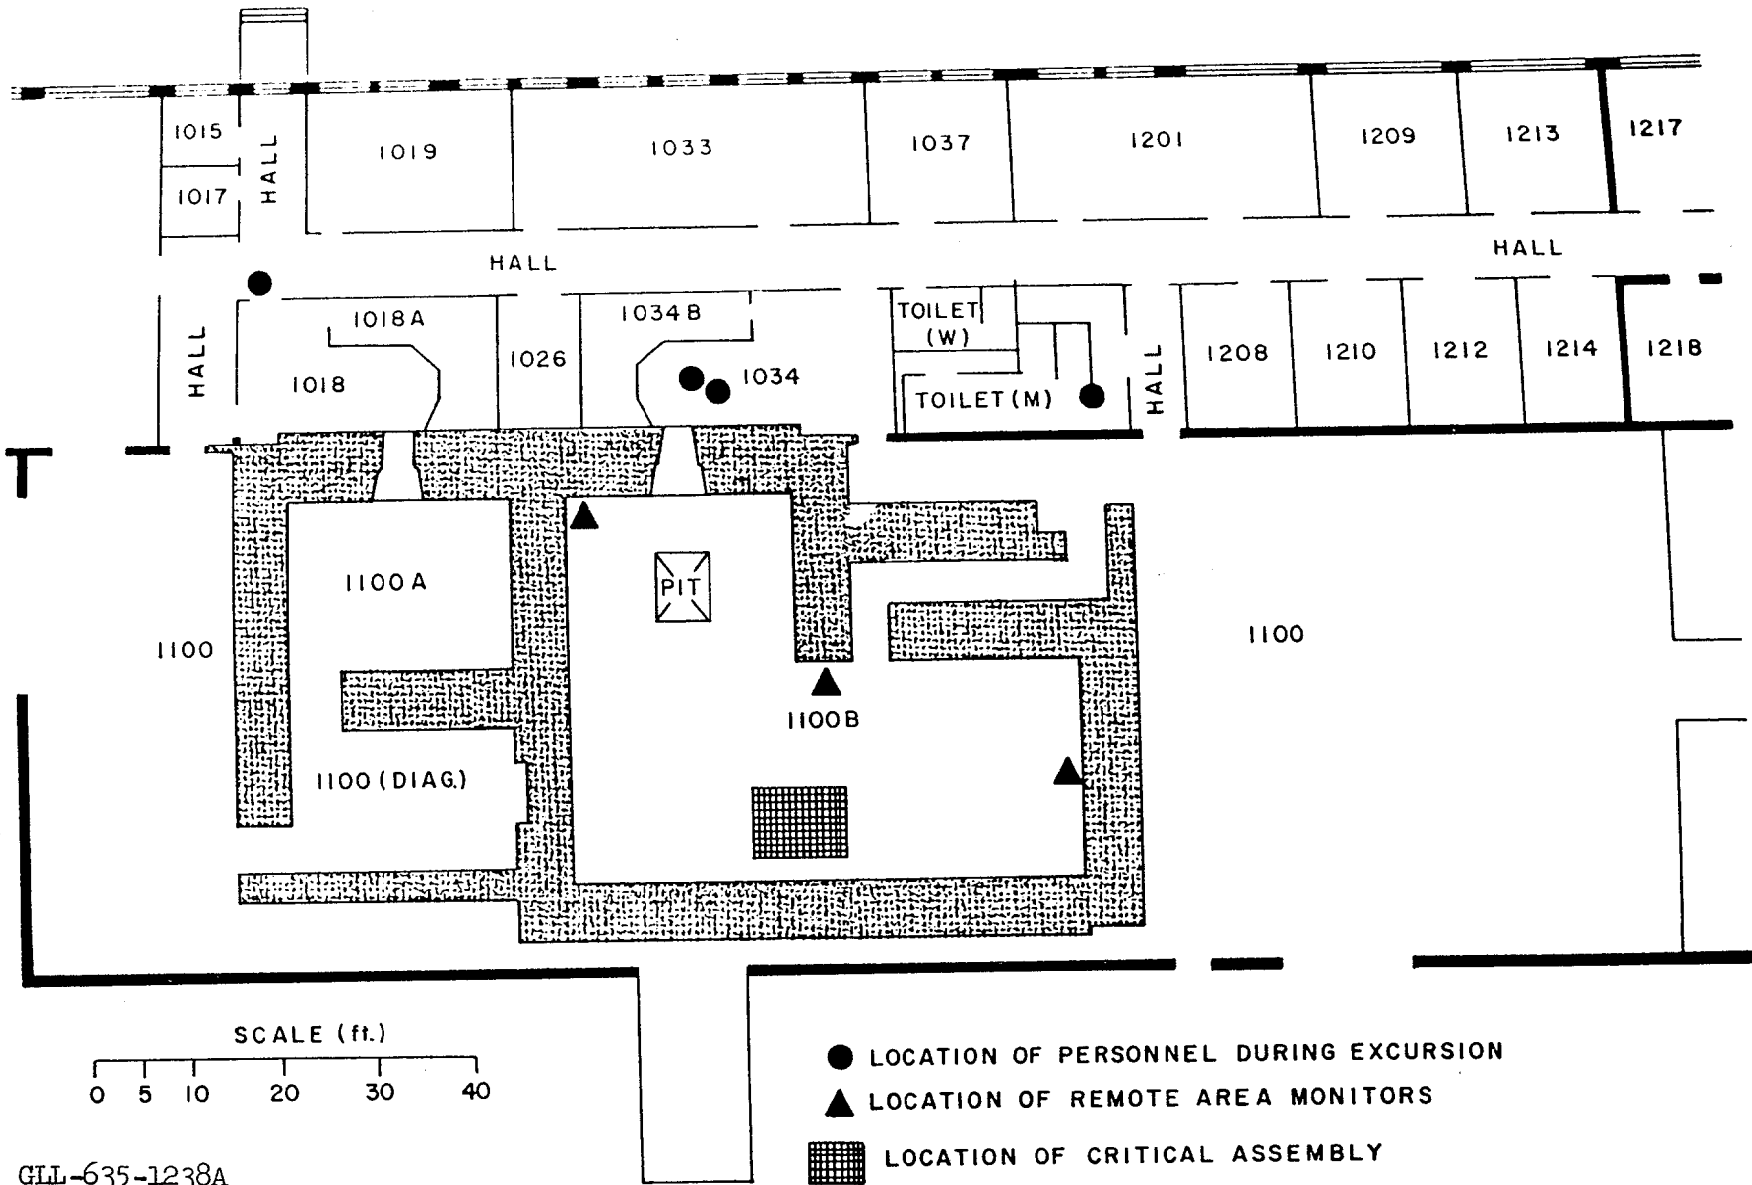 1015
1017
HALL
1019
1033
1037
1201
1209
1213
1217
HALL
HALL
HALL
1018A
1018
1026
1034B
1034
TOILET
(W)
TOILET (M)
HALL
1208
1210
1212
1214
1218
1100
1100A
PIT
1100B
1100 (DIAG.)
1100
SCALE (ft.)
0 5 10 20 30 40
LOCATION OF PERSONNEL DURING EXCURSION
LOCATION OF REMOTE AREA MONITORS
LOCATION OF CRITICAL ASSEMBLY
GLL-635-1238A